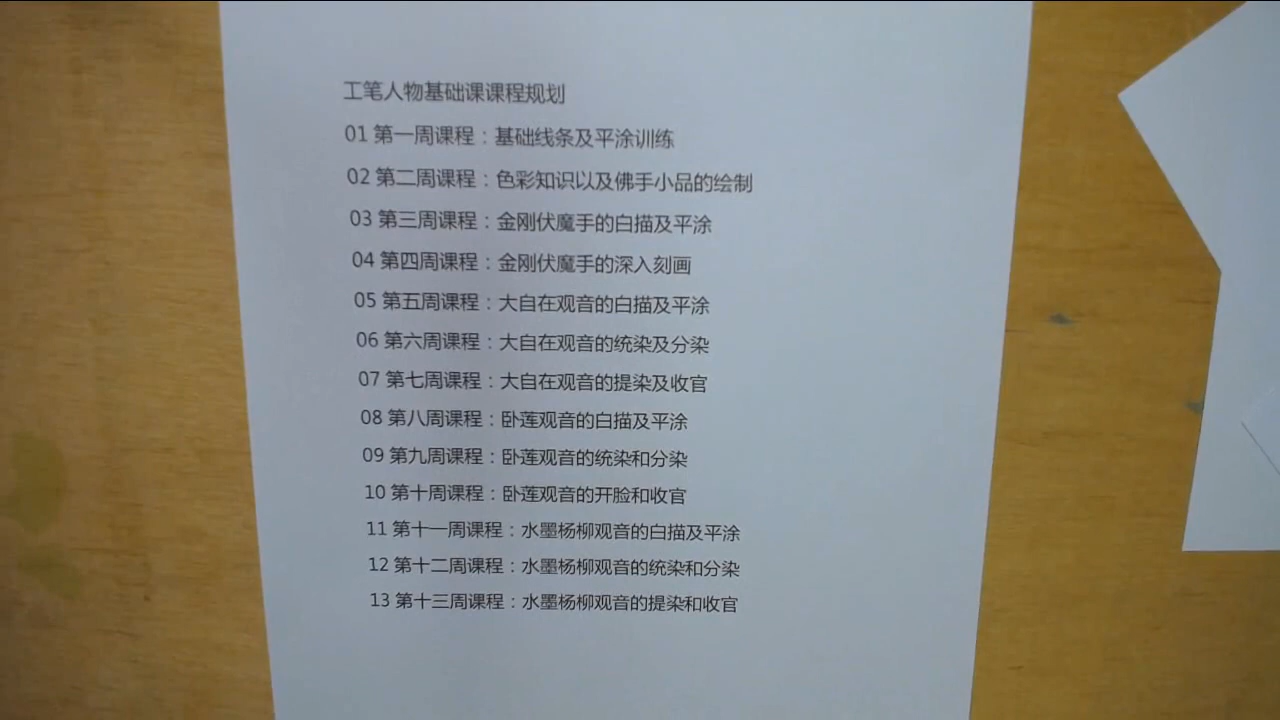 工笔人物基础课课程规划
01 第一周课程：基础线条及平涂训练
02 第二周课程：色彩知识以及佛手小品的绘制
03 第三周课程：金刚伏魔手的白描及平涂
04 第四周课程：金刚伏魔手的深入刻画
05 第五周课程：大自在观音的白描及平涂
06 第六周课程：大自在观音的统染及分染
07 第七周课程：大自在观音的提染及收官
08 第八周课程：卧莲观音的白描及平涂
09 第九周课程：卧莲观音的统染和分染
10 第十周课程：卧莲观音的开脸和收官
11 第十一周课程：水墨杨柳观音的白描及平涂
12 第十二周课程：水墨杨柳观音的统染和分染
13 第十三周课程：水墨杨柳观音的提染和收官